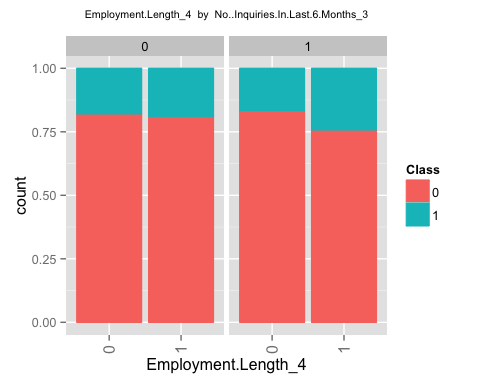 Employment.Length_4 by No..Inquiries.In.Last.6.Months_3
0 1
1.00
0.75
0.50
0.25
0.00
count
0 1 0 1
Employment.Length_4
Class
0
1